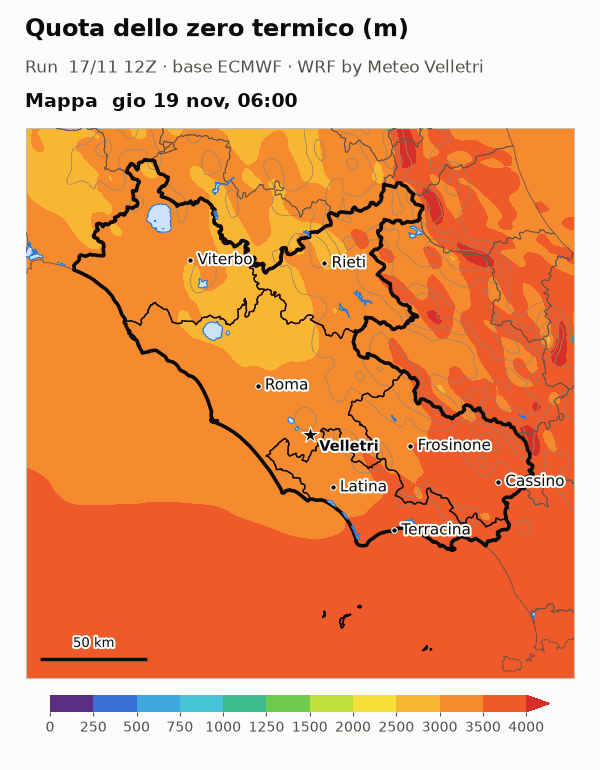 Quota dello zero termico (m)
Run  17/11 12Z · base ECMWF · WRF by Meteo Velletri
Mappa  gio 19 nov, 06:00
Viterbo
Rieti
Roma
Velletri
Frosinone
Latina
Cassino
Terracina
50 km
0 250 500 750 1000 1250 1500 2000 2500 3000 3500 4000